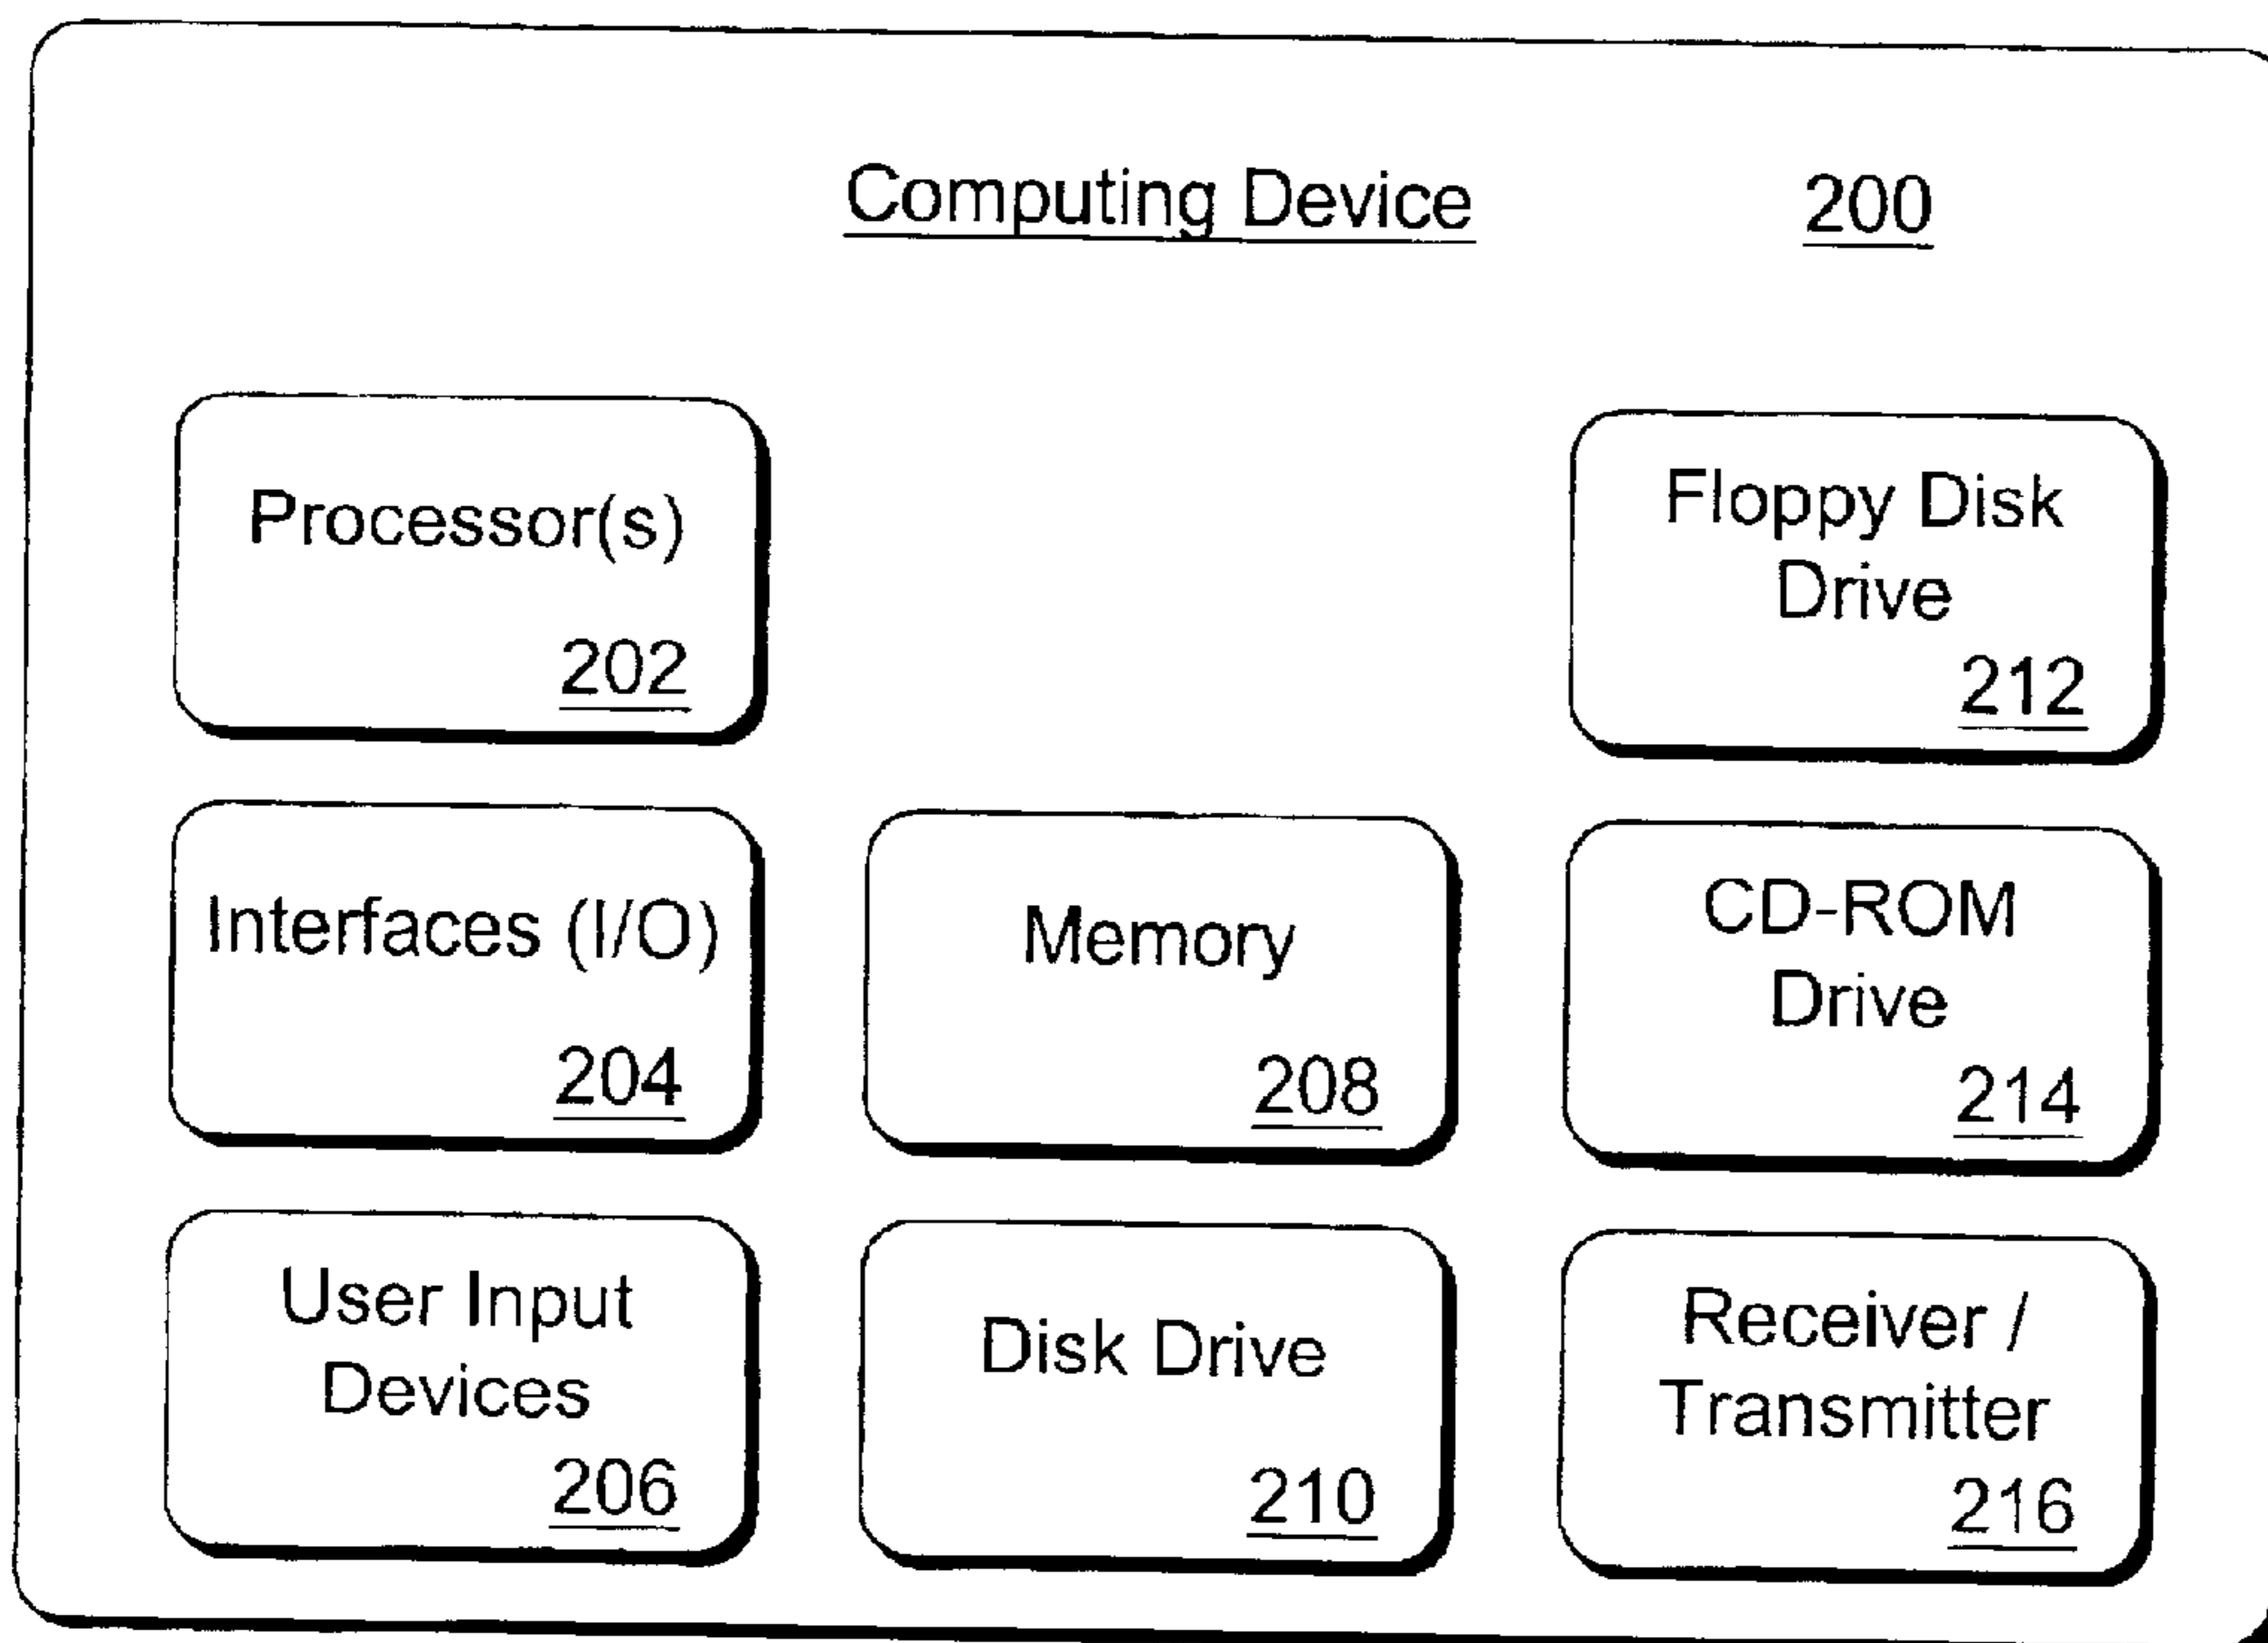 Computing Device 200
Processor(s)
202
Interfaces (I/O)
204
User Input
Devices
206
Memory
208
Disk Drive
210
Floppy Disk
Drive
212
CD-ROM
Drive
214
Receiver /
Transmitter
216